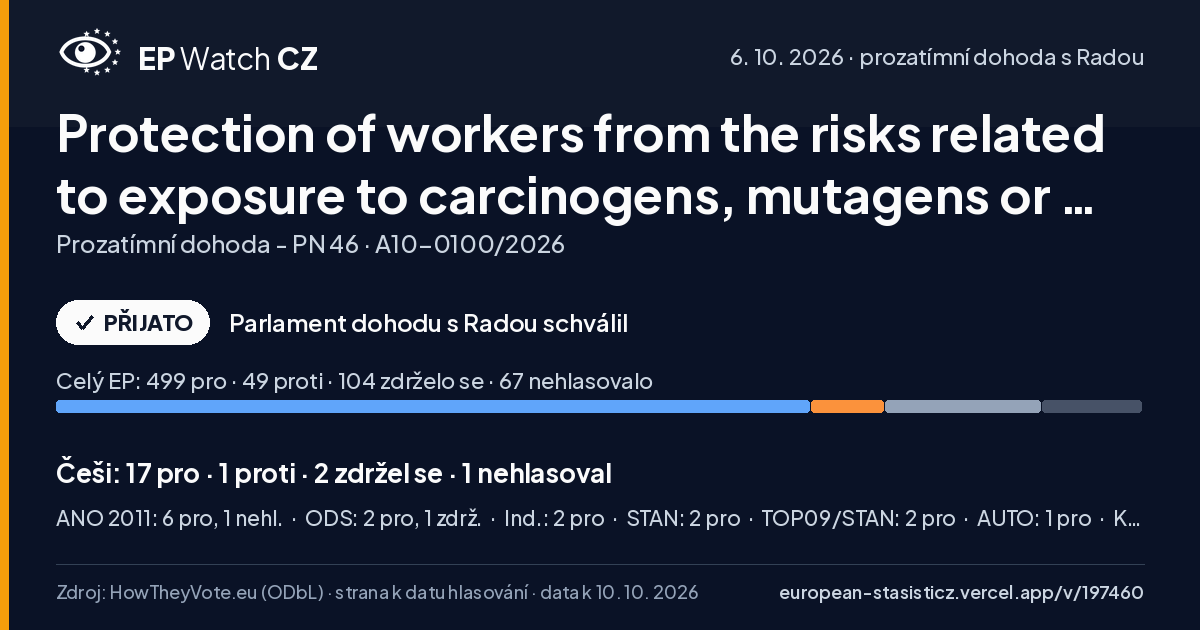 EP Watch CZ
6. 10. 2026 · prozatímní dohoda s Radou
Protection of workers from the risks related
to exposure to carcinogens, mutagens or …
Prozatímní dohoda - PN 46 · A10–0100/2026
PŘIJATO
Parlament dohodu s Radou schválil
Celý EP: 499 pro · 49 proti · 104 zdrželo se · 67 nehlasovalo
Češi: 17 pro · 1 proti · 2 zdržel se · 1 nehlasoval
ANO 2011: 6 pro, 1 nehl. · ODS: 2 pro, 1 zdrž. · Ind.: 2 pro · STAN: 2 pro · TOP09/STAN: 2 pro · AUTO: 1 pro · K…
Zdroj: HowTheyVote.eu (ODbL) · strana k datu hlasování · data k 10. 10. 2026
european-stasisticz.vercel.app/v/197460